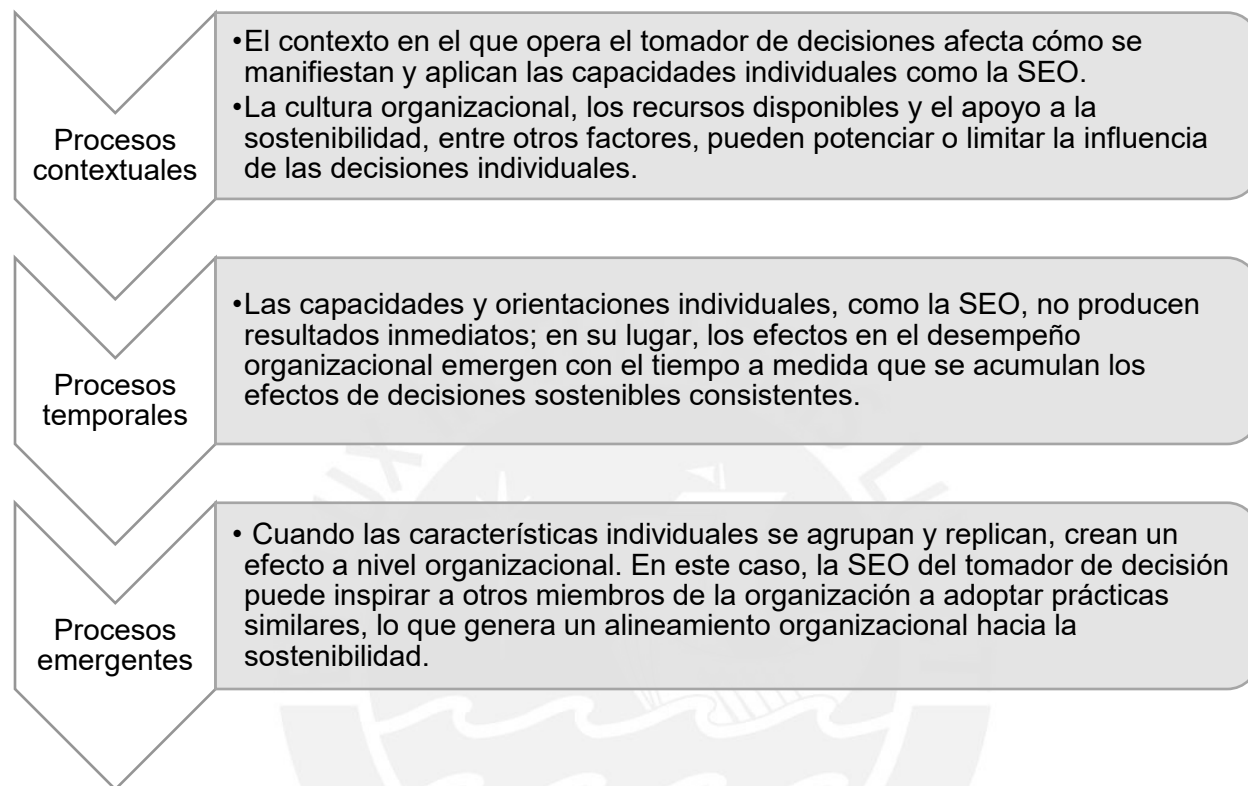 Procesos
contextuales
•El contexto en el que opera el tomador de decisiones afecta cómo se
manifiestan y aplican las capacidades individuales como la SEO.
•La cultura organizacional, los recursos disponibles y el apoyo a la
sostenibilidad, entre otros factores, pueden potenciar o limitar la influencia
de las decisiones individuales.
Procesos
temporales
•Las capacidades y orientaciones individuales, como la SEO, no producen
resultados inmediatos; en su lugar, los efectos en el desempeño
organizacional emergen con el tiempo a medida que se acumulan los
efectos de decisiones sostenibles consistentes.
Procesos
emergentes
• Cuando las características individuales se agrupan y replican, crean un
efecto a nivel organizacional. En este caso, la SEO del tomador de decisión
puede inspirar a otros miembros de la organización a adoptar prácticas
similares, lo que genera un alineamiento organizacional hacia la
sostenibilidad.